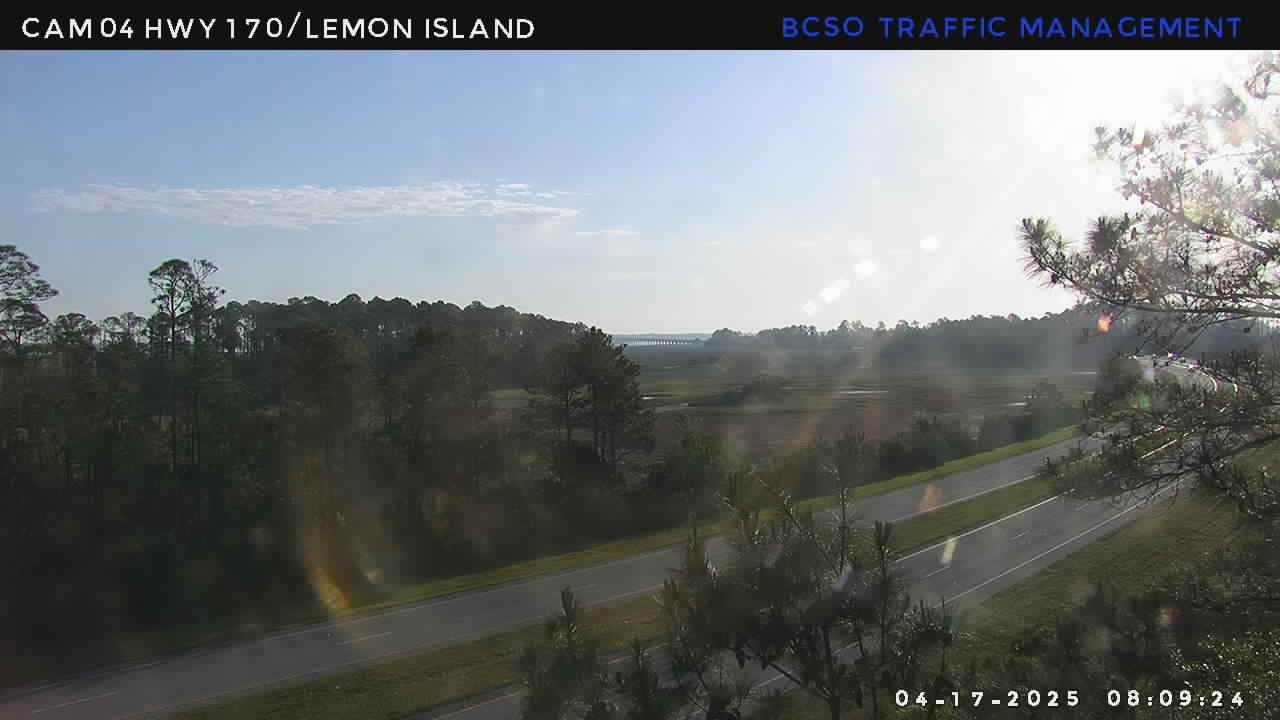 CAM04 HWY 170/LEMON ISLAND
BCSO TRAFFIC MANAGEMENT
04-17-2025 08:09:24